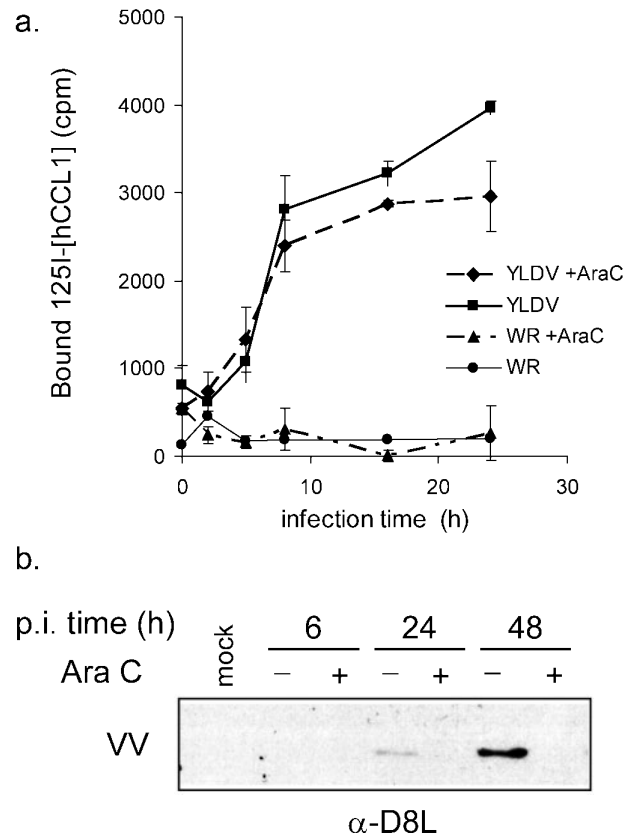 a.
Bound 125I-[hCCL1] (cpm)
5000
4000
3000
2000
1000
0
0 10 20 30
infection time (h)
YLDV +AraC
YLDV
WR +AraC
WR
b.
p.i. time (h) mock 6 24 48
Ara C – + – + – +
VV
α-D8L